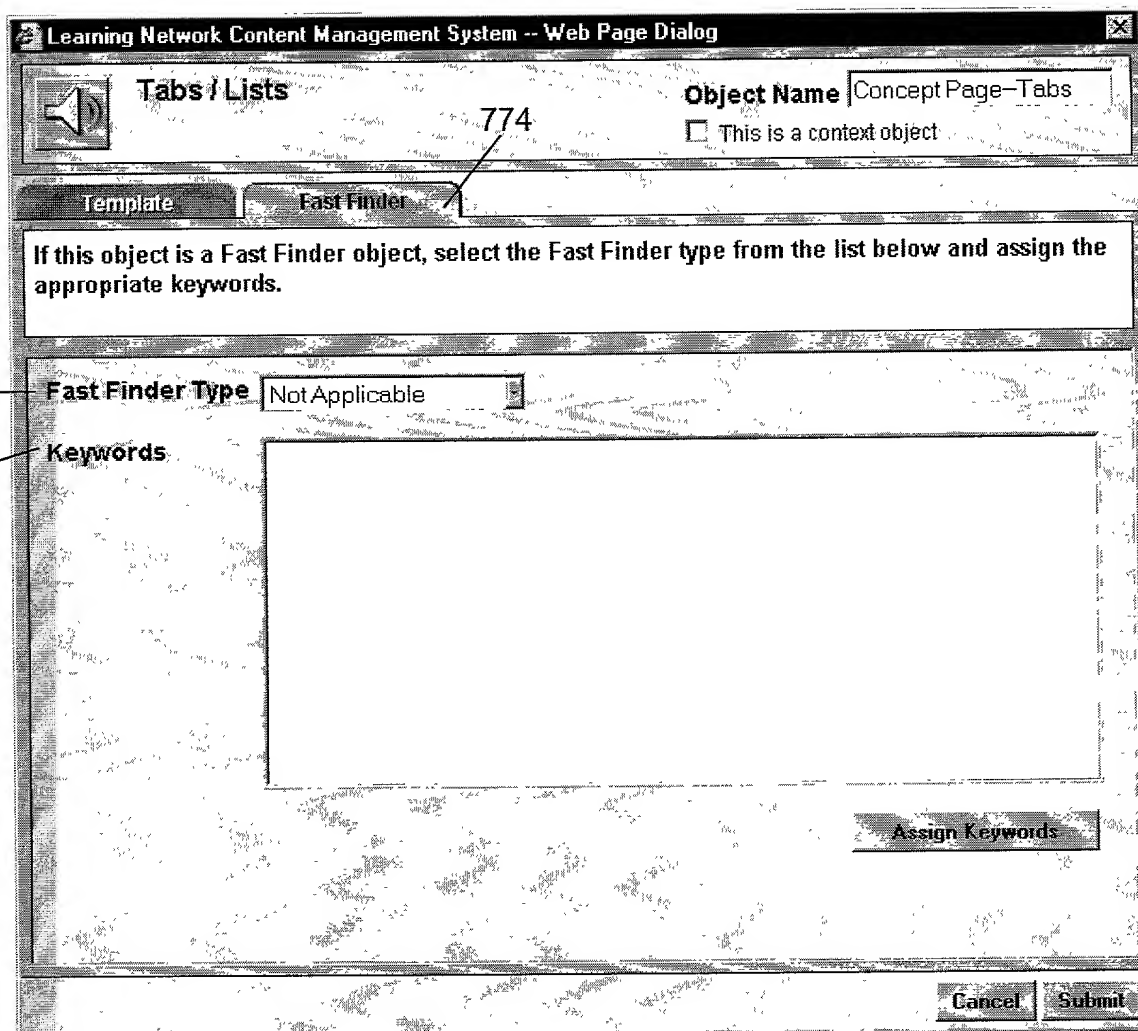 Learning Network Content Management System -- Web Page Dialog
Tabs / Lists
Object Name Concept Page-Tabs
774
This is a context object
Template Fast Finder
If this object is a Fast Finder object, select the Fast Finder type from the list below and assign the
appropriate keywords.
Fast Finder Type Not Applicable
Keywords
Assign Keywords
Cancel Submit